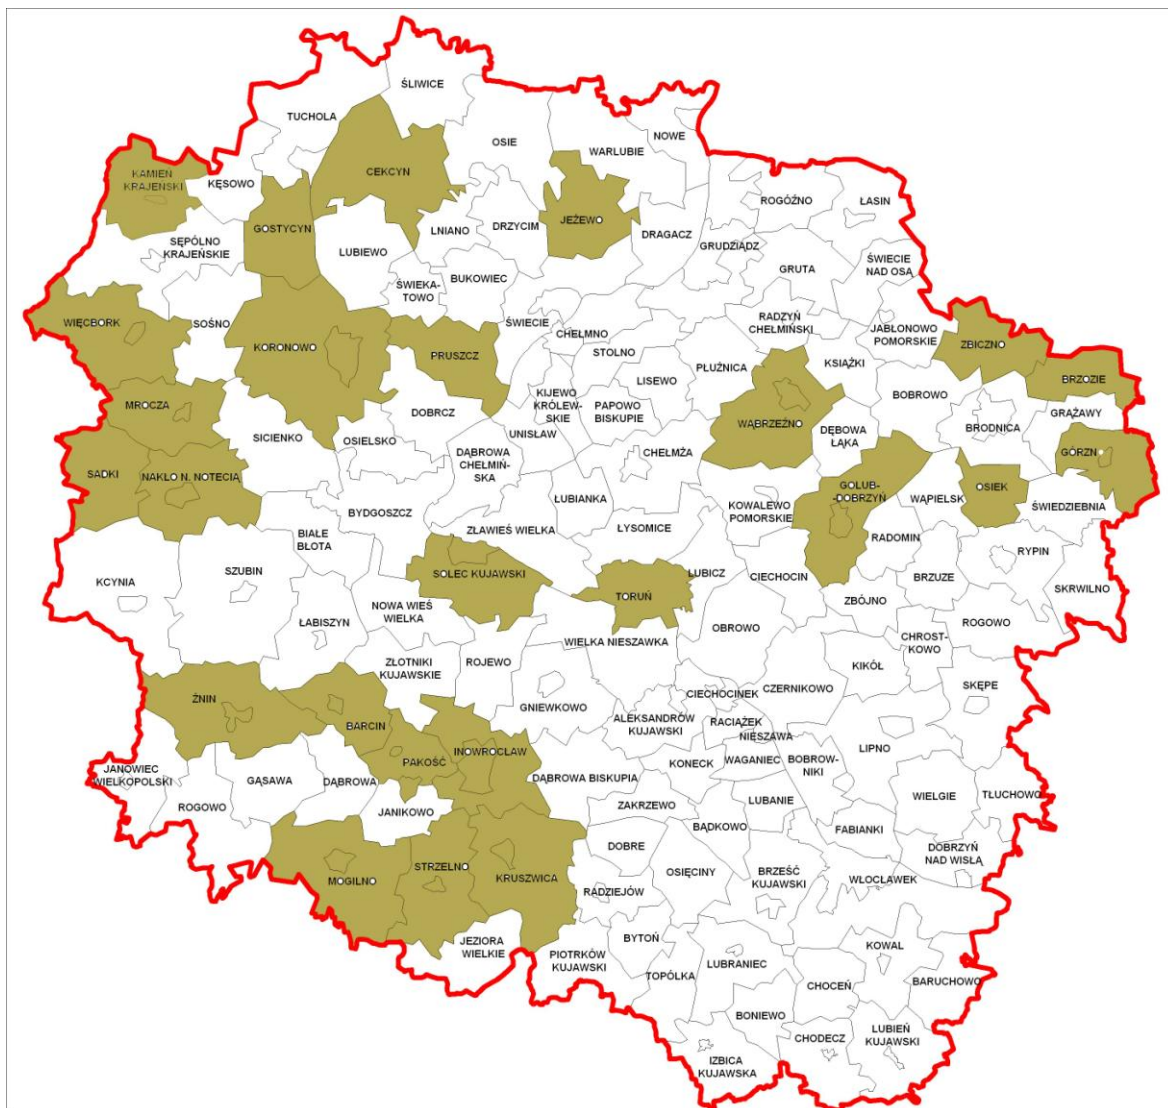 ŚLIWICE
TUCHOLA
OSIE
NOWE
WARLUBIE
KAMIEN
KRAJEŃSKI
KĘSOWO
CEKCYN
ROGÓŹNO
ŁASIN
GOSTYCYN
JEŻEWO
LNIANO
DRZYCIM
DRAGACZ
GRUDZIĄDZ
SĘPÓLNO
KRAJEŃSKIE
LUBIEWO
GRUTA
ŚWIECIE
NAD OSĄ
BUKOWIEC
ŚWIEKA-
TOWO
WIĘCBORK
SOŚNO
ŚWIECIE
CHEŁMNO
RADZYŃ
CHEŁMIŃSKI
JABŁONOWO
POMORSKIE
KORONOWO
PRUSZCZ
STOLNO
ZBICZNO
PŁUŻNICA
KSIĄŻKI
LISEWO
BRZOZIE
MROCZA
KIJEWO
KRÓLEW-
SKIE
PAPOWO
BISKUPIE
BOBROWO
DOBRCZ
GRĄŻAWY
WĄBRZEŹNO
BRODNICA
SICIENKO
OSIELSKO
UNISŁAW
DĘBOWA
ŁĄKA
DĄBROWA
CHEŁMIŃ-
SKA
CHEŁMŻA
GÓRZNO
SADKI
NAKŁO N. NOTECIĄ
GOLUB-
-DOBRZYŃ
OSIEK
ŁUBIANKA
KOWALEWO
POMORSKIE
WĄPIELSK
ŚWIEDZIEBNIA
BYDGOSZCZ
ZŁAWIEŚ WIELKA
ŁYSOMICE
BIAŁE
BŁOTA
RADOMIN
RYPIN
KCYNIA
SZUBIN
SOLEC KUJAWSKI
LUBICZ
CIECHOCIN
BRZUZE
SKRWILNO
TORUŃ
ZBÓJNO
NOWA WIEŚ
WIELKA
ŁABISZYN
ROGOWO
OBROWO
WIELKA NIESZAWKA
CHROST-
KOWO
ZŁOTNIKI
KUJAWSKIE
ROJEWO
KIKÓŁ
SKĘPE
ŻNIN
CIECHOCINEK
CZERNIKOWO
GNIEWKOWO
BARCIN
ALEKSANDRÓW
KUJAWSKI
RACIĄŻEK
NIESZAWA
INOWROCŁAW
LIPNO
PAKOŚĆ
KONECK
WAGANIEC
BOBROW-
NIKI
JANOWIEC
WIELKOPOLSKI
GĄSAWA
DĄBROWA
DĄBROWA BISKUPIA
TŁUCHOWO
WIELGIE
ROGOWO
JANIKOWO
ZAKRZEWO
LUBANIE
BĄDKOWO
FABIANKI
DOBRE
DOBRZYŃ
NAD WISŁĄ
STRZELNO
MOGILNO
KRUSZWICA
OSIĘCINY
BRZEŚĆ
KUJAWSKI
WŁOCŁAWEK
RADZIEJÓW
BYTOŃ
JEZIORA
WIELKIE
KOWAL
PIOTRKÓW
KUJAWSKI
LUBRANIEC
TOPÓLKA
CHOCEŃ
BARUCHOWO
BONIEWO
CHODECZ
LUBIEŃ
KUJAWSKI
IZBICA
KUJAWSKA